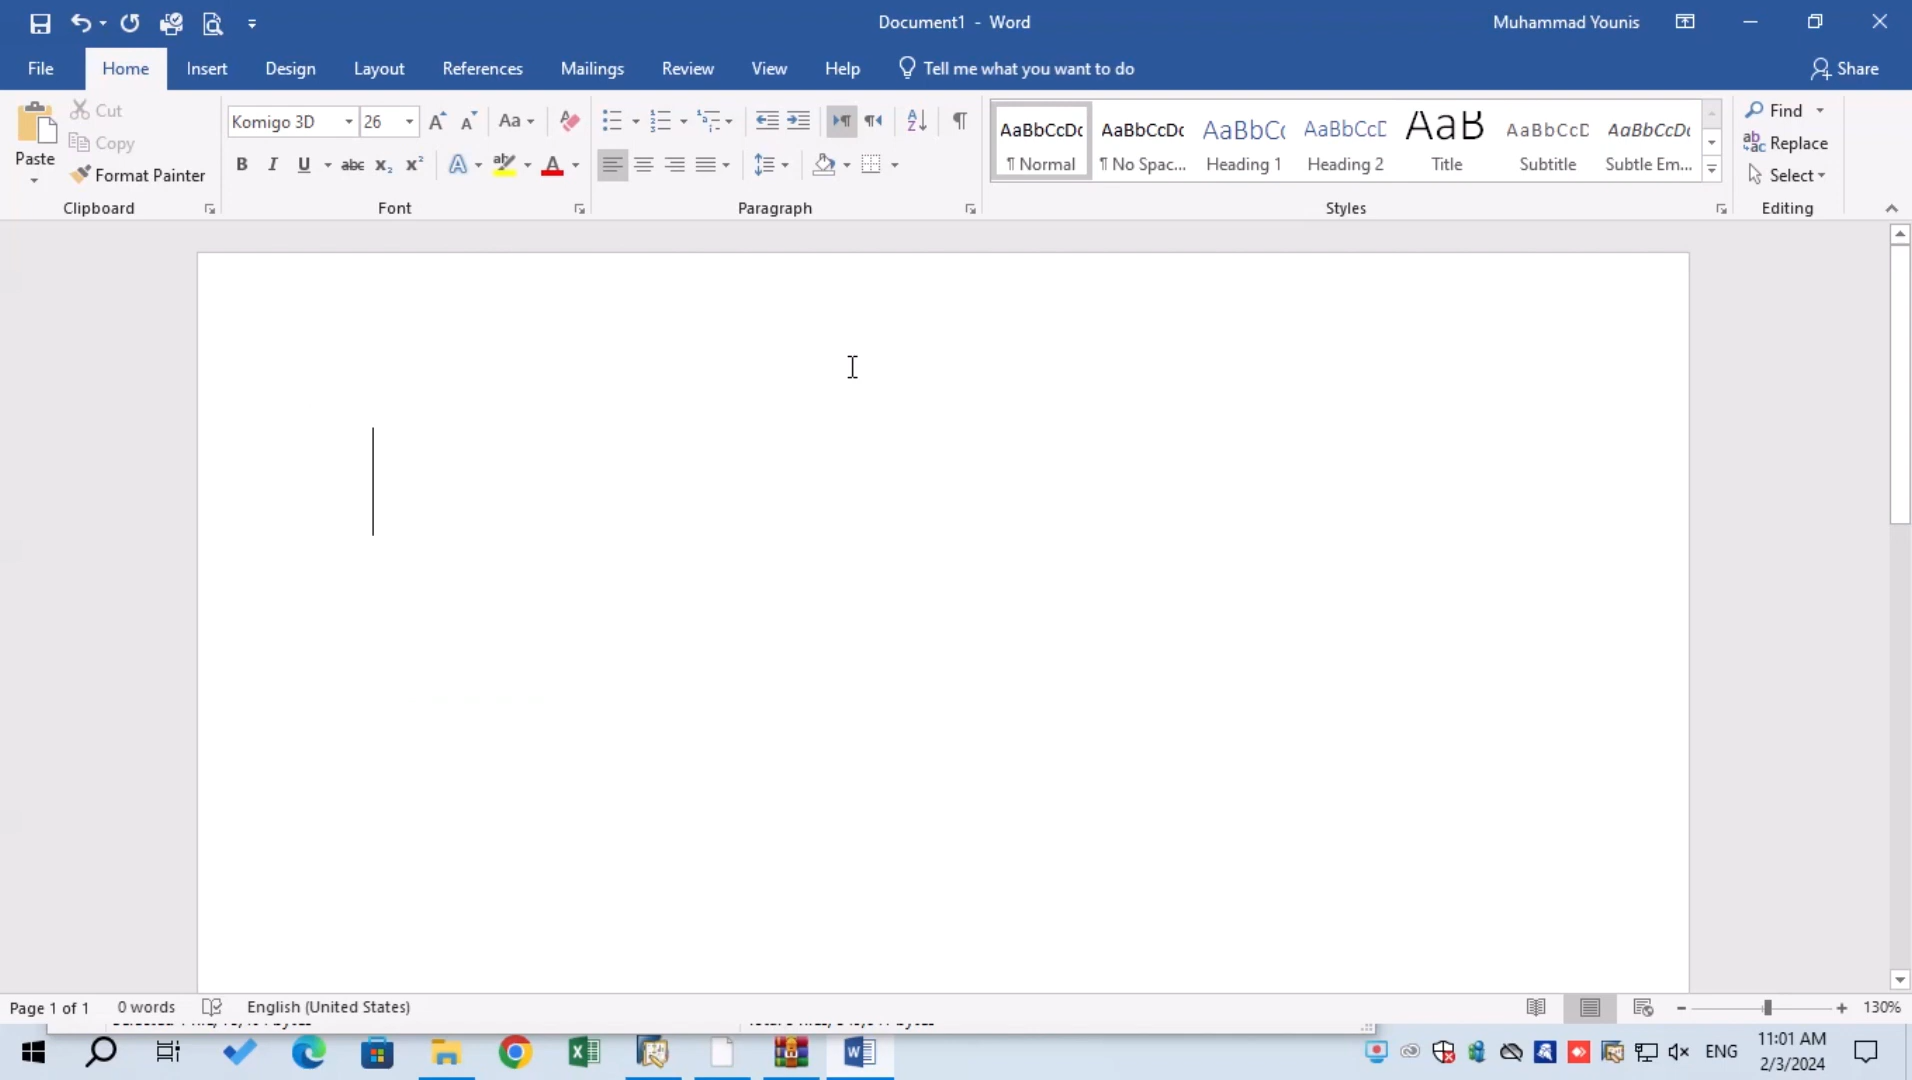 Document1 - Word
Muhammad Younis
File
Home
Insert
Design
Layout
References
Mailings
Review
View
Help
Tell me what you want to do
Share
Paste
Cut
Copy
Format Painter
Clipboard
Komigo 3D
26
Aa
B I U abc x₂ x²
A
A
Font
A
Z
¶
Paragraph
AaBbCcDc
¶ Normal
AaBbCcDc
¶ No Spac...
AaBbCc
Heading 1
AaBbCcD
Heading 2
AaB
Title
AaBbCcD
Subtitle
AaBbCcDc
Subtle Em...
Styles
Find
Replace
Select
Editing
Page 1 of 1
0 words
English (United States)
130%
ENG
11:01 AM
2/3/2024